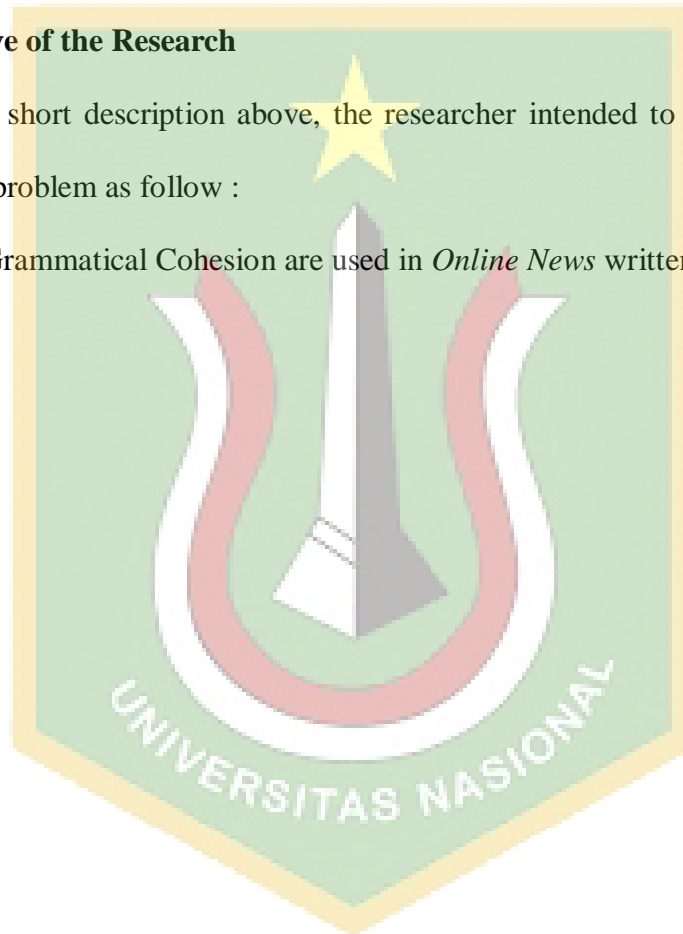 ve of the Research
short description above, the researcher intended to
problem as follow :
Grammatical Cohesion are used in Online News written
UNIVERSITAS NASIONAL